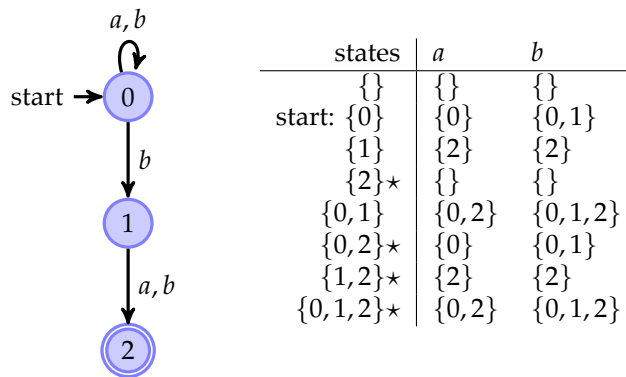 a, b
start
0
b
1
a, b
2
states a b
{} {} {}
start: {0} {0} {0, 1}
{1} {2} {2}
{2}⋆ {} {}
{0, 1} {0, 2} {0, 1, 2}
{0, 2}⋆ {0} {0, 1}
{1, 2}⋆ {2} {2}
{0, 1, 2}⋆ {0, 2} {0, 1, 2}